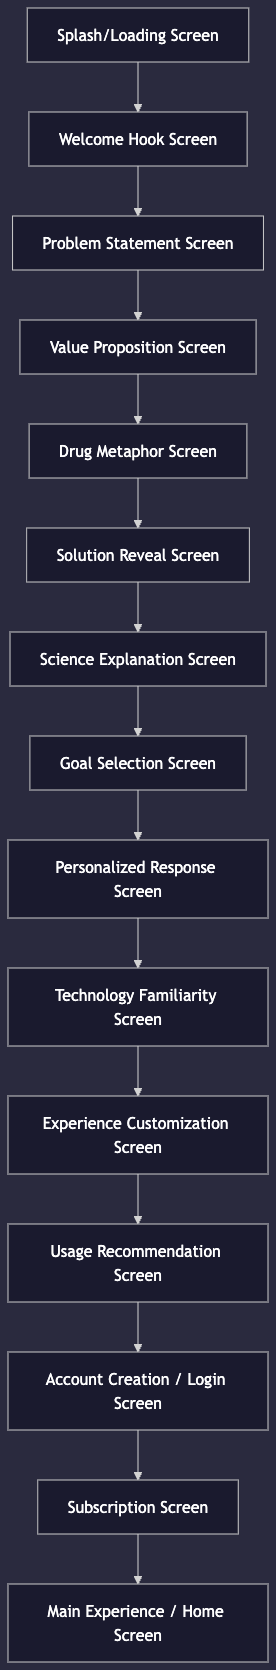 Splash/Loading Screen
Welcome Hook Screen
Problem Statement Screen
Value Proposition Screen
Drug Metaphor Screen
Solution Reveal Screen
Science Explanation Screen
Goal Selection Screen
Personalized Response
Screen
Technology Familiarity
Screen
Experience Customization
Screen
Usage Recommendation
Screen
Account Creation / Login
Screen
Subscription Screen
Main Experience / Home
Screen